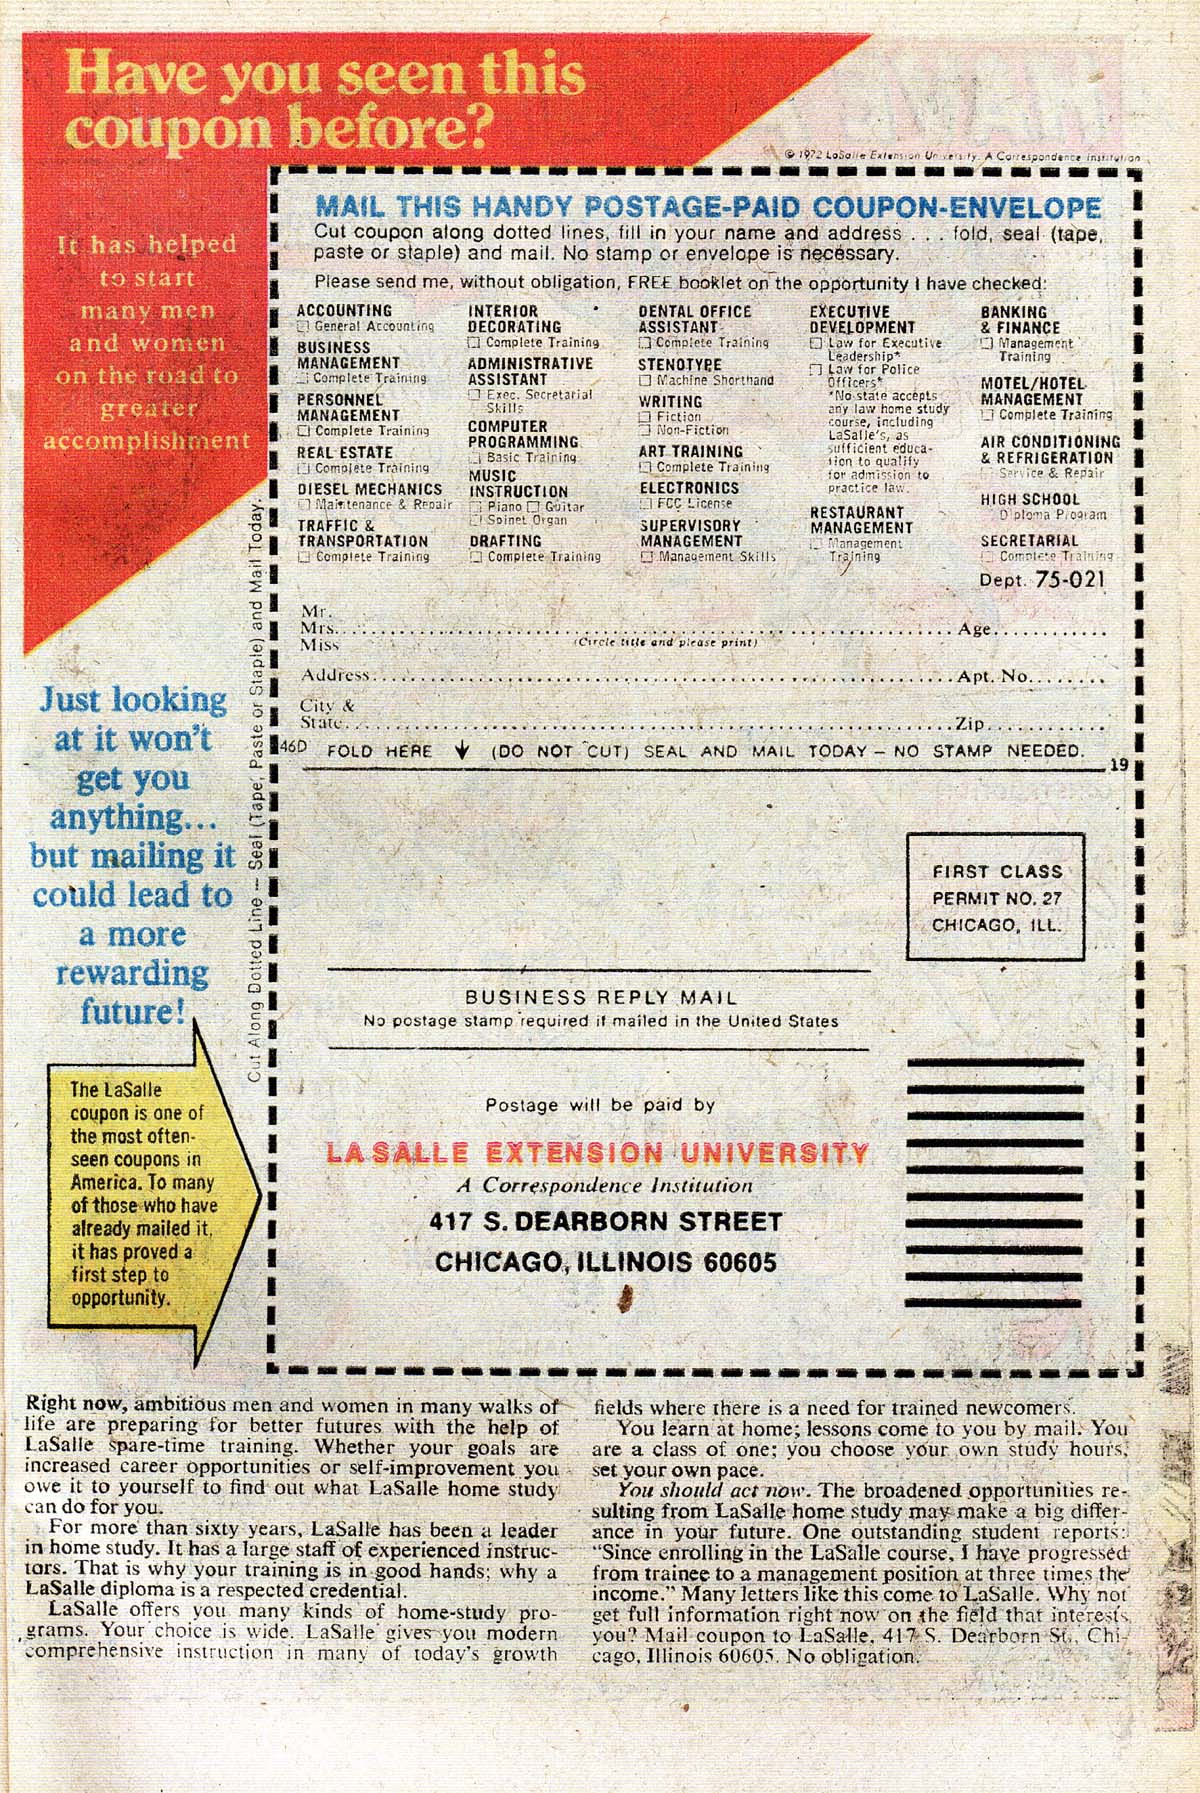 Have you seen this
coupon before?
It has helped
to start
many men
and women
on the road to
greater
accomplishment
© 1972 LaSalle Extension University. A Correspondence Institution
MAIL THIS HANDY POSTAGE-PAID COUPON-ENVELOPE
Cut coupon along dotted lines, fill in your name and address . . . fold, seal (tape,
paste or staple) and mail. No stamp or envelope is necessary.
Please send me, without obligation, FREE booklet on the opportunity I have checked:
ACCOUNTING
☐ General Accounting
BUSINESS
MANAGEMENT
☐ Complete Training
PERSONNEL
MANAGEMENT
☐ Complete Training
REAL ESTATE
☐ Complete Training
DIESEL MECHANICS
☐ Maintenance & Repair
TRAFFIC &
TRANSPORTATION
☐ Complete Training
INTERIOR
DECORATING
☐ Complete Training
ADMINISTRATIVE
ASSISTANT
☐ Exec. Secretarial
Skills
COMPUTER
PROGRAMMING
☐ Basic Training
MUSIC
INSTRUCTION
☐ Piano ☐ Guitar
☐ Spinet Organ
DRAFTING
☐ Complete Training
DENTAL OFFICE
ASSISTANT
☐ Complete Training
STENOTYPE
☐ Machine Shorthand
WRITING
☐ Fiction
☐ Non-Fiction
ART TRAINING
☐ Complete Training
ELECTRONICS
☐ FCC License
SUPERVISORY
MANAGEMENT
☐ Management Skills
EXECUTIVE
DEVELOPMENT
☐ Law for Executive
Leadership*
☐ Law for Police
Officers*
*No state accepts
any law home study
course, including
LaSalle's, as
sufficient educa-
tion to qualify
for admission to
practice law.
RESTAURANT
MANAGEMENT
☐ Management
Training
BANKING
& FINANCE
☐ Management
Training
MOTEL/HOTEL
MANAGEMENT
☐ Complete Training
AIR CONDITIONING
& REFRIGERATION
☐ Service & Repair
HIGH SCHOOL
☐ Diploma Program
SECRETARIAL
☐ Complete Training
Dept. 75-021
Mr.
Mrs. Age
Miss (Circle title and please print)
Address Apt. No.
City &
State Zip
46D FOLD HERE ↓ (DO NOT CUT) SEAL AND MAIL TODAY – NO STAMP NEEDED.
19
Cut Along Dotted Line — Seal (Tape, Paste or Staple) and Mail Today.
Just looking
at it won't
get you
anything...
but mailing it
could lead to
a more
rewarding
future!
The LaSalle
coupon is one of
the most often-
seen coupons in
America. To many
of those who have
already mailed it,
it has proved a
first step to
opportunity.
FIRST CLASS
PERMIT NO. 27
CHICAGO, ILL.
BUSINESS REPLY MAIL
No postage stamp required if mailed in the United States
Postage will be paid by
LA SALLE EXTENSION UNIVERSITY
A Correspondence Institution
417 S. DEARBORN STREET
CHICAGO, ILLINOIS 60605
Right now, ambitious men and women in many walks of
life are preparing for better futures with the help of
LaSalle spare-time training. Whether your goals are
increased career opportunities or self-improvement you
owe it to yourself to find out what LaSalle home study
can do for you.
For more than sixty years, LaSalle has been a leader
in home study. It has a large staff of experienced instruc-
tors. That is why your training is in good hands; why a
LaSalle diploma is a respected credential.
LaSalle offers you many kinds of home-study pro-
grams. Your choice is wide. LaSalle gives you modern
comprehensive instruction in many of today's growth
fields where there is a need for trained newcomers.
You learn at home; lessons come to you by mail. You
are a class of one; you choose your own study hours,
set your own pace.
You should act now. The broadened opportunities re-
sulting from LaSalle home study may make a big differ-
ance in your future. One outstanding student reports:
"Since enrolling in the LaSalle course, I have progressed
from trainee to a management position at three times the
income." Many letters like this come to LaSalle. Why not
get full information right now on the field that interests
you? Mail coupon to LaSalle, 417 S. Dearborn St., Chi-
cago, Illinois 60605. No obligation.